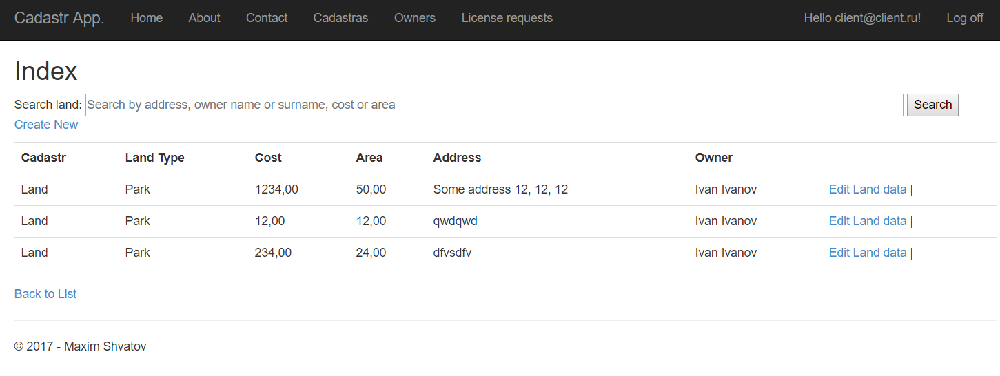 Cadastr App. Home About Contact Cadastras Owners License requests Hello client@client.ru! Log off
Index
Search land: Search by address, owner name or surname, cost or area Search
Create New
Cadastr Land Type Cost Area Address Owner
Land Park 1234,00 50,00 Some address 12, 12, 12 Ivan Ivanov Edit Land data |
Land Park 12,00 12,00 qwdqwd Ivan Ivanov Edit Land data |
Land Park 234,00 24,00 dfvsdfv Ivan Ivanov Edit Land data |
Back to List
© 2017 - Maxim Shvatov